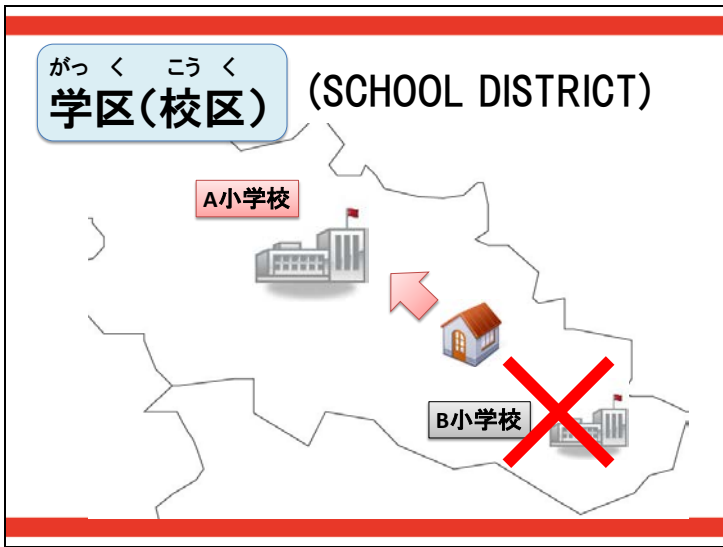 がっ く こう く
学区(校区) (SCHOOL DISTRICT)
A小学校
B小学校